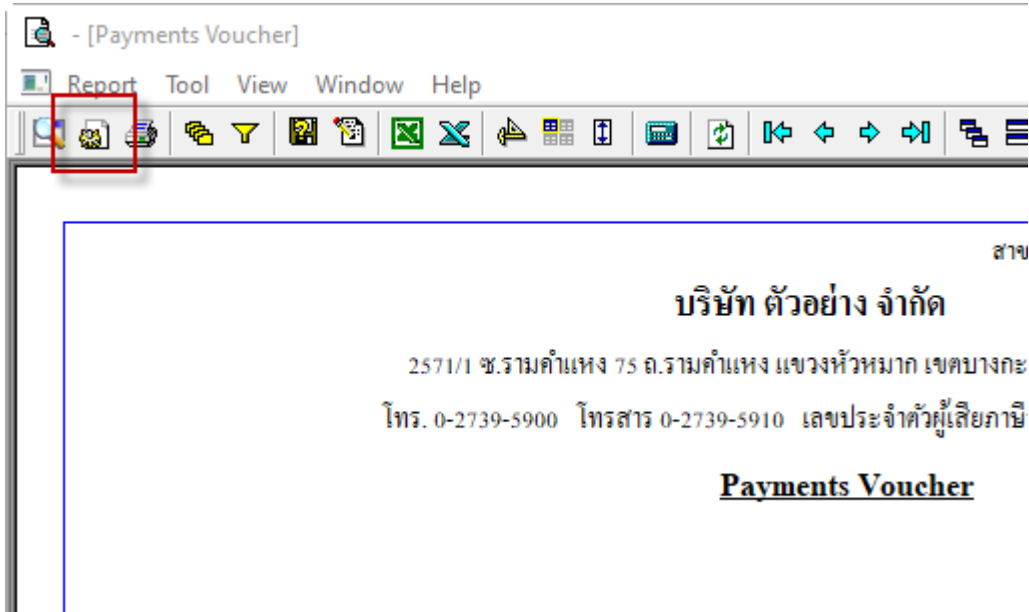 - [Payments Voucher]
Report Tool View Window Help
สาข
บริษัท ตัวอย่าง จำกัด
2571/1 ซ.รามคำแหง 75 ถ.รามคำแหง แขวงหัวหมาก เขตบางกะ
โทร. 0-2739-5900 โทรสาร 0-2739-5910 เลขประจำตัวผู้เสียภาษี
Payments Voucher